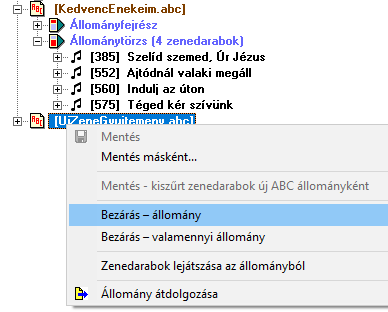 [KedvencEnekeim.abc]
Állományfejrész
Állománytörzs (4 zenedarabok)
[385] Szelíd szemed, Úr Jézus
[552] Ajtódnál valaki megáll
[560] Indulj az úton
[575] Téged kér szívünk
[UjZeneGyujtemeny.abc]
Mentés
Mentés másként...
Mentés - kiszűrt zenedarabok új ABC állományként
Bezárás – állomány
Bezárás – valamennyi állomány
Zenedarabok lejátszása az állományból
Állomány átdolgozása